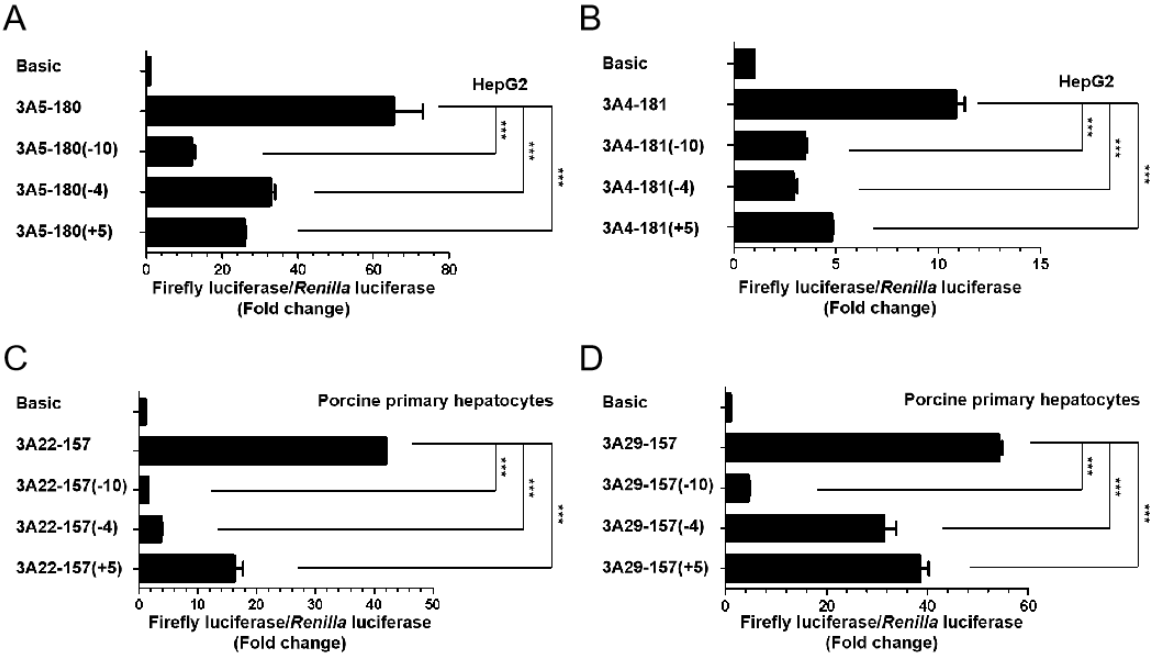 A
Basic
HepG2
3A5-180
3A5-180(-10)
3A5-180(-4)
3A5-180(+5)
***
***
***
0 20 40 60 80
Firefly luciferase/Renilla luciferase
(Fold change)
B
Basic
HepG2
3A4-181
3A4-181(-10)
3A4-181(-4)
3A4-181(+5)
***
***
***
0 5 10 15
Firefly luciferase/Renilla luciferase
(Fold change)
C
Basic
Porcine primary hepatocytes
3A22-157
3A22-157(-10)
3A22-157(-4)
3A22-157(+5)
***
***
***
0 10 20 30 40 50
Firefly luciferase/Renilla luciferase
(Fold change)
D
Basic
Porcine primary hepatocytes
3A29-157
3A29-157(-10)
3A29-157(-4)
3A29-157(+5)
***
***
***
0 20 40 60
Firefly luciferase/Renilla luciferase
(Fold change)